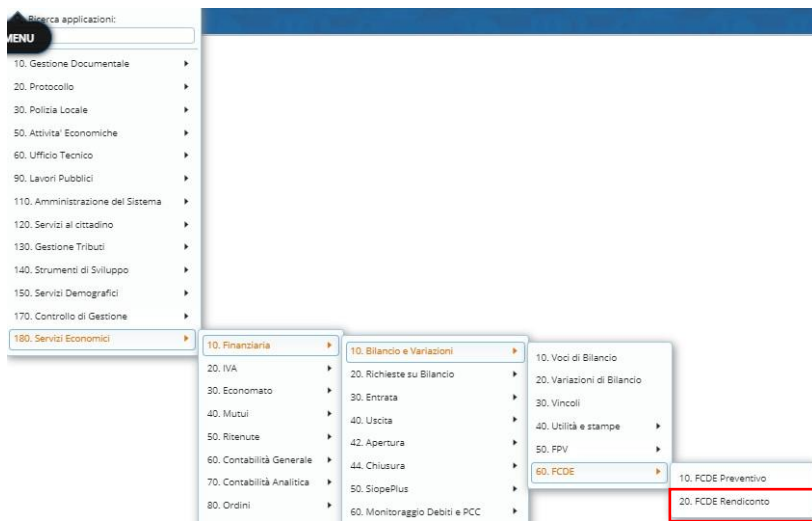 Ricerca applicazioni:
MENU
10. Gestione Documentale
20. Protocollo
30. Polizia Locale
50. Attivita' Economiche
60. Ufficio Tecnico
90. Lavori Pubblici
110. Amministrazione del Sistema
120. Servizi al cittadino
130. Gestione Tributi
140. Strumenti di Sviluppo
150. Servizi Demografici
170. Controllo di Gestione
180. Servizi Economici
10. Finanziaria
20. IVA
30. Economato
40. Mutui
50. Ritenute
60. Contabilità Generale
70. Contabilità Analitica
80. Ordini
10. Bilancio e Variazioni
20. Richieste su Bilancio
30. Entrata
40. Uscita
42. Apertura
44. Chiusura
50. SiopePlus
60. Monitoraggio Debiti e PCC
10. Voci di Bilancio
20. Variazioni di Bilancio
30. Vincoli
40. Utilità e stampe
50. FPV
60. FCDE
10. FCDE Preventivo
20. FCDE Rendiconto